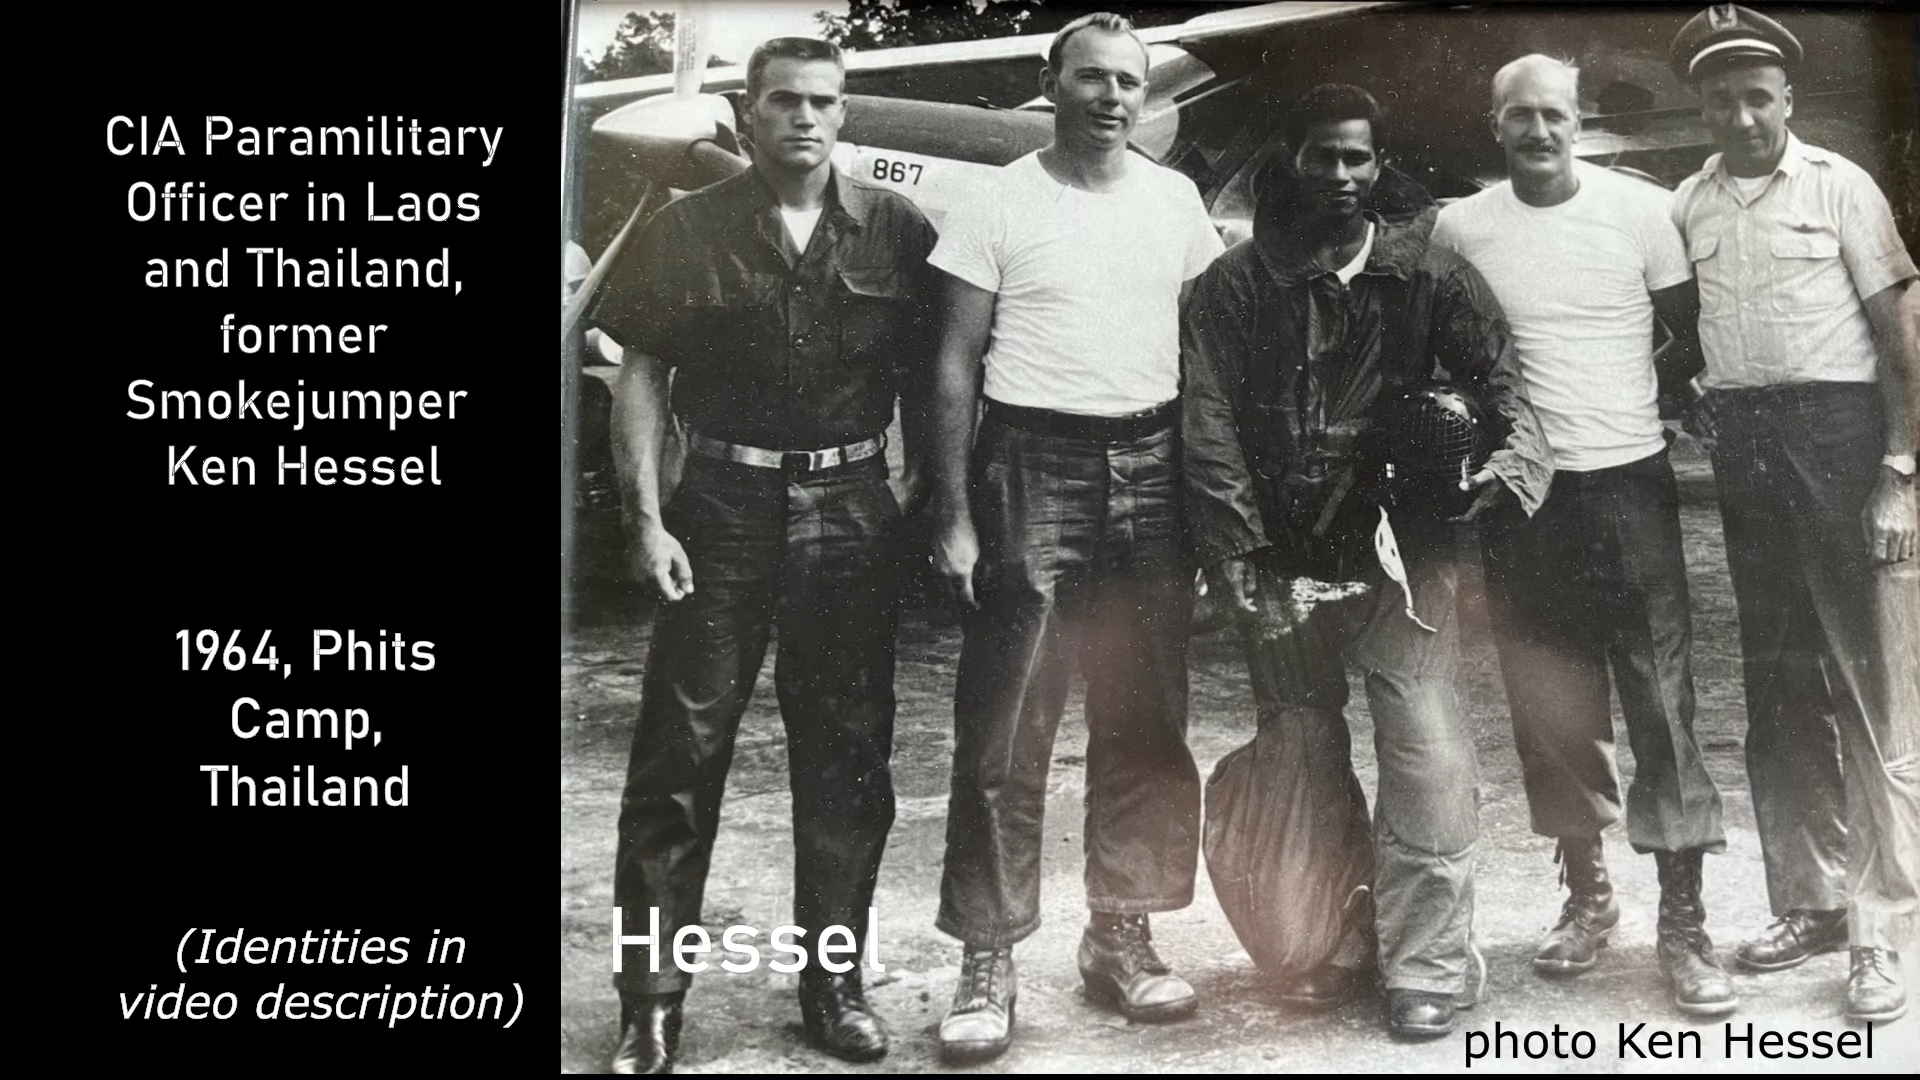 CIA Paramilitary
Officer in Laos
and Thailand,
former
Smokejumper
Ken Hessel
1964, Phits
Camp,
Thailand
(Identities in
video description)
867
Hessel
photo Ken Hessel